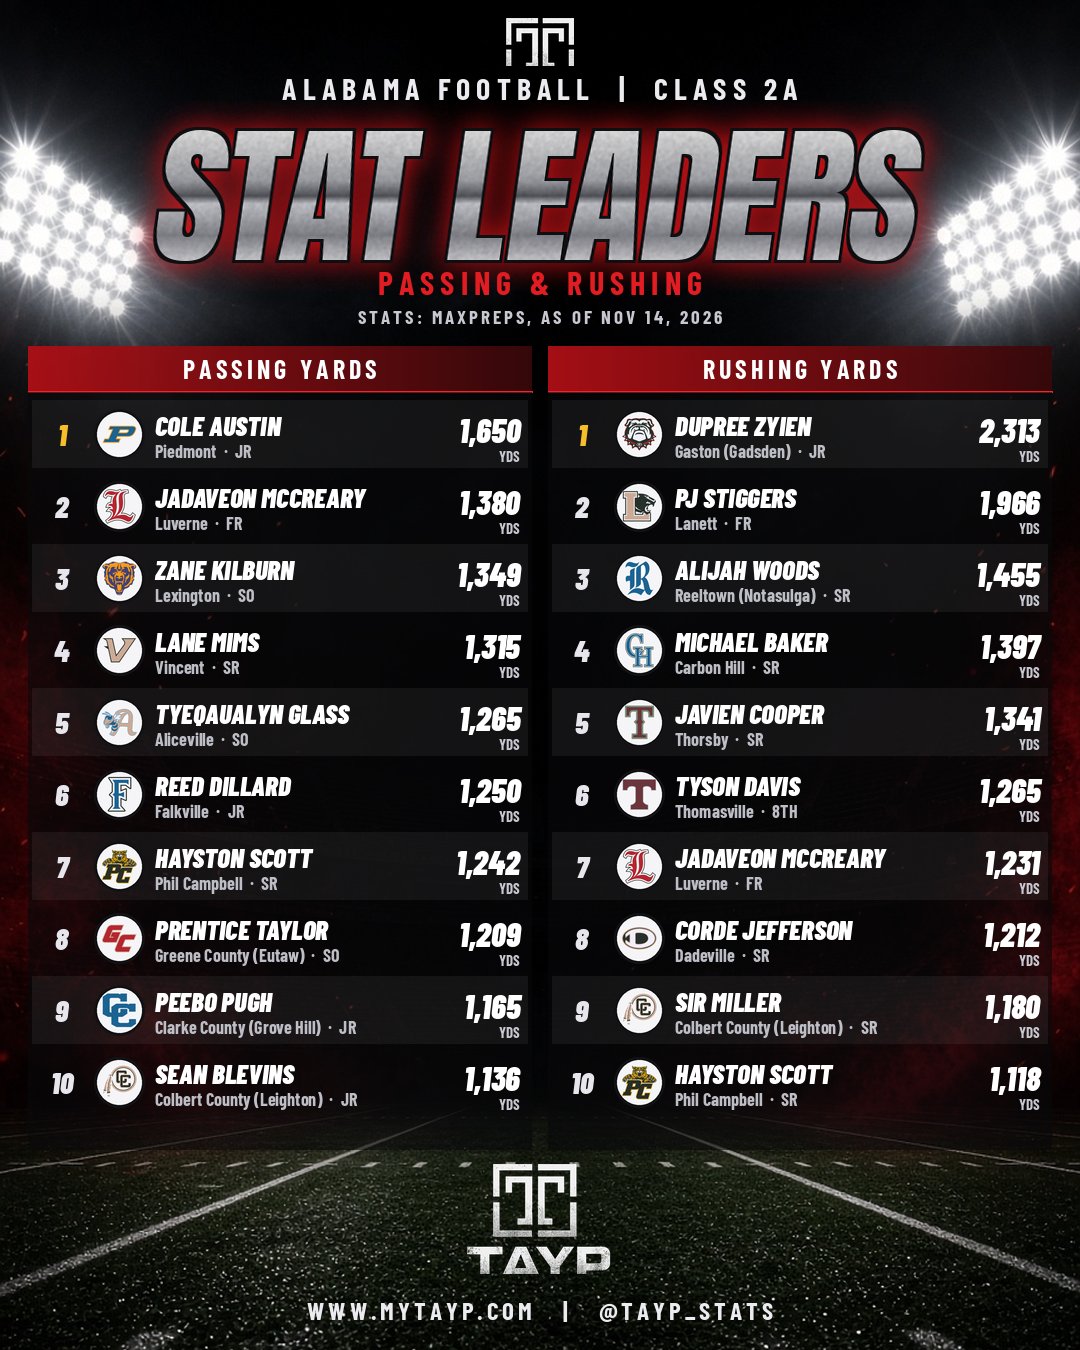 ALABAMA FOOTBALL | CLASS 2A
STAT LEADERS
PASSING & RUSHING
STATS: MAXPREPS, AS OF NOV 14, 2026
PASSING YARDS
1 COLE AUSTIN 1,650
Piedmont · JR YDS
2 JADAVEON MCCREARY 1,380
Luverne · FR YDS
3 ZANE KILBURN 1,349
Lexington · SO YDS
4 LANE MIMS 1,315
Vincent · SR YDS
5 TYEQAUALYN GLASS 1,265
Aliceville · SO YDS
6 REED DILLARD 1,250
Falkville · JR YDS
7 HAYSTON SCOTT 1,242
Phil Campbell · SR YDS
8 PRENTICE TAYLOR 1,209
Greene County (Eutaw) · SO YDS
9 PEEBO PUGH 1,165
Clarke County (Grove Hill) · JR YDS
10 SEAN BLEVINS 1,136
Colbert County (Leighton) · JR YDS
RUSHING YARDS
1 DUPREE ZYIEN 2,313
Gaston (Gadsden) · JR YDS
2 PJ STIGGERS 1,966
Lanett · FR YDS
3 ALIJAH WOODS 1,455
Reeltown (Notasulga) · SR YDS
4 MICHAEL BAKER 1,397
Carbon Hill · SR YDS
5 JAVIEN COOPER 1,341
Thorsby · SR YDS
6 TYSON DAVIS 1,265
Thomasville · 8TH YDS
7 JADAVEON MCCREARY 1,231
Luverne · FR YDS
8 CORDE JEFFERSON 1,212
Dadeville · SR YDS
9 SIR MILLER 1,180
Colbert County (Leighton) · SR YDS
10 HAYSTON SCOTT 1,118
Phil Campbell · SR YDS
TAYP
WWW.MYTAYP.COM | @TAYP_STATS